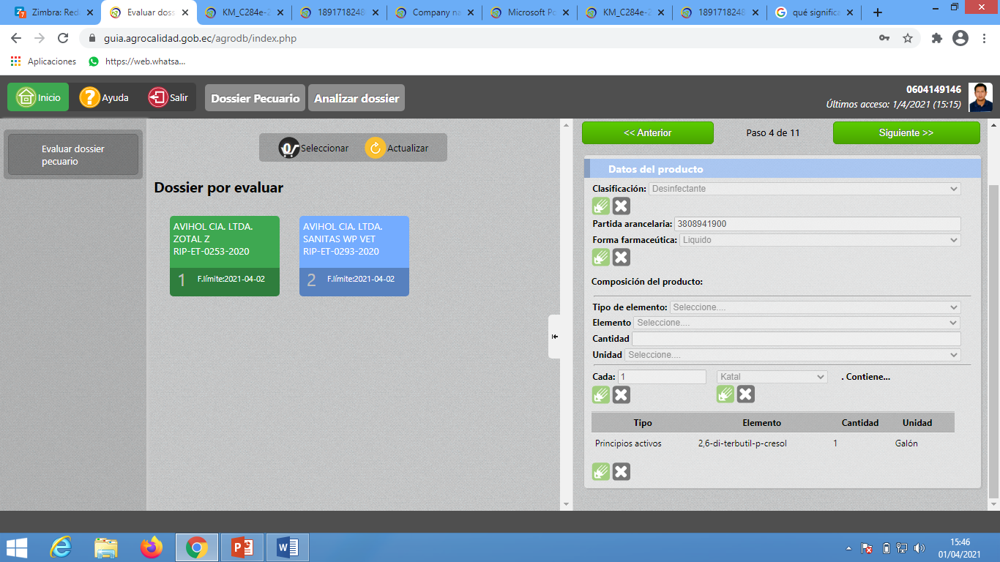 Zimbra: Red
Evaluar doss
KM_C284e-2
1891718248
Company na
Microsoft Po
KM_C284e-2
189171824
qué signific
guia.agrocalidad.gob.ec/agrodb/index.php
Aplicaciones
https://web.whatsa...
Inicio
Ayuda
Salir
Dossier Pecuario
Analizar dossier
0604149146
Últimos acceso: 1/4/2021 (15:15)
Evaluar dossier
pecuario
Seleccionar
Actualizar
Dossier por evaluar
AVIHOL CIA. LTDA.
ZOTAL Z
RIP-ET-0253-2020
1 F.límite:2021-04-02
AVIHOL CIA. LTDA.
SANITAS WP VET
RIP-ET-0293-2020
2 F.límite:2021-04-02
<< Anterior
Paso 4 de 11
Siguiente >>
Datos del producto
Clasificación: Desinfectante
Partida arancelaria: 3808941900
Forma farmaceútica: Liquido
Composición del producto:
Tipo de elemento: Seleccione....
Elemento Seleccione....
Cantidad
Unidad Seleccione....
Cada: 1 Katal . Contiene...
Tipo Elemento Cantidad Unidad
Principios activos 2,6-di-terbutil-p-cresol 1 Galón
15:46
01/04/2021